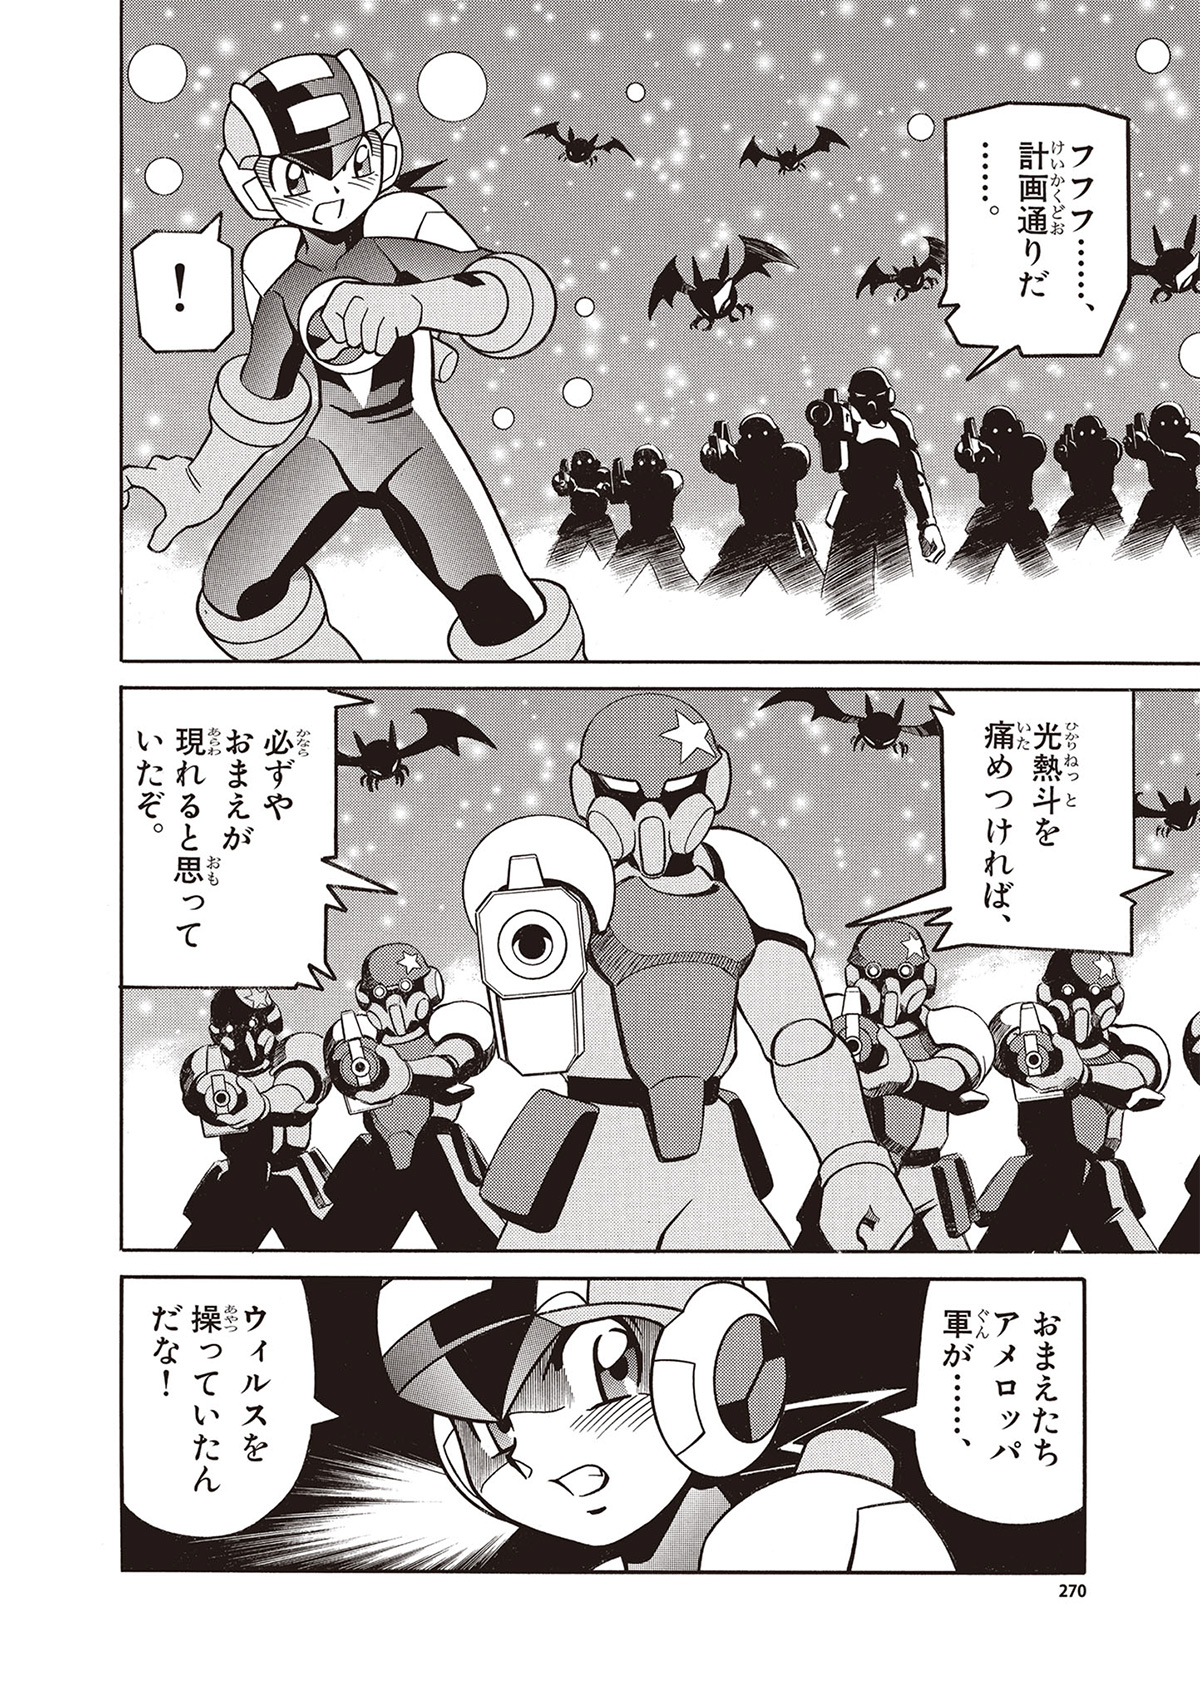 フフフ……、
計画通りだ
……。
！
光熱斗を
痛めつければ、
必ずや
おまえが
現れると思って
いたぞ。
おまえたち
アメロッパ
軍が……、
ウィルスを
操っていたん
だな！
270